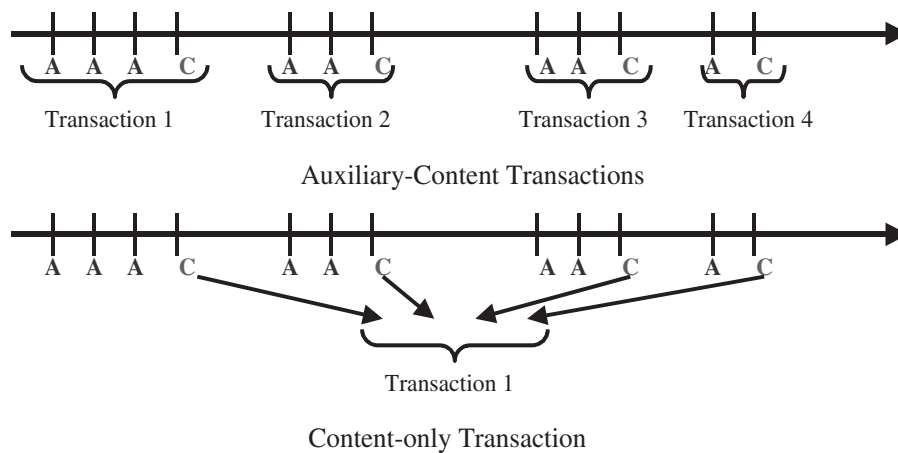 A A A C A A C A A C A C
Transaction 1 Transaction 2 Transaction 3 Transaction 4
Auxiliary-Content Transactions
A A A C A A C A A C A C
Transaction 1
Content-only Transaction